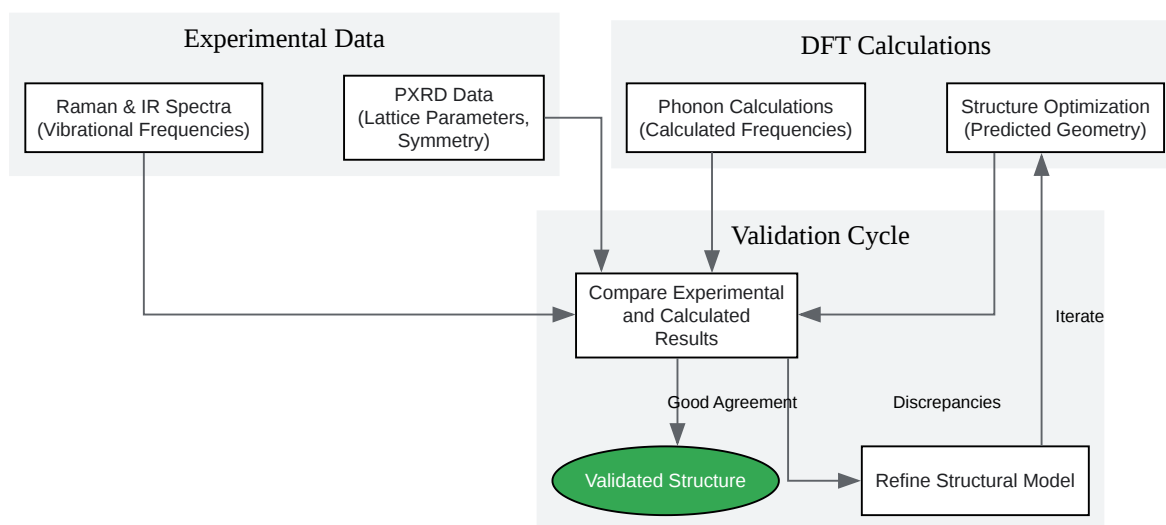 Experimental Data
Raman & IR Spectra
(Vibrational Frequencies)
PXRD Data
(Lattice Parameters,
Symmetry)
DFT Calculations
Phonon Calculations
(Calculated Frequencies)
Structure Optimization
(Predicted Geometry)
Validation Cycle
Compare Experimental
and Calculated
Results
Iterate
Good Agreement
Discrepancies
Validated Structure
Refine Structural Model